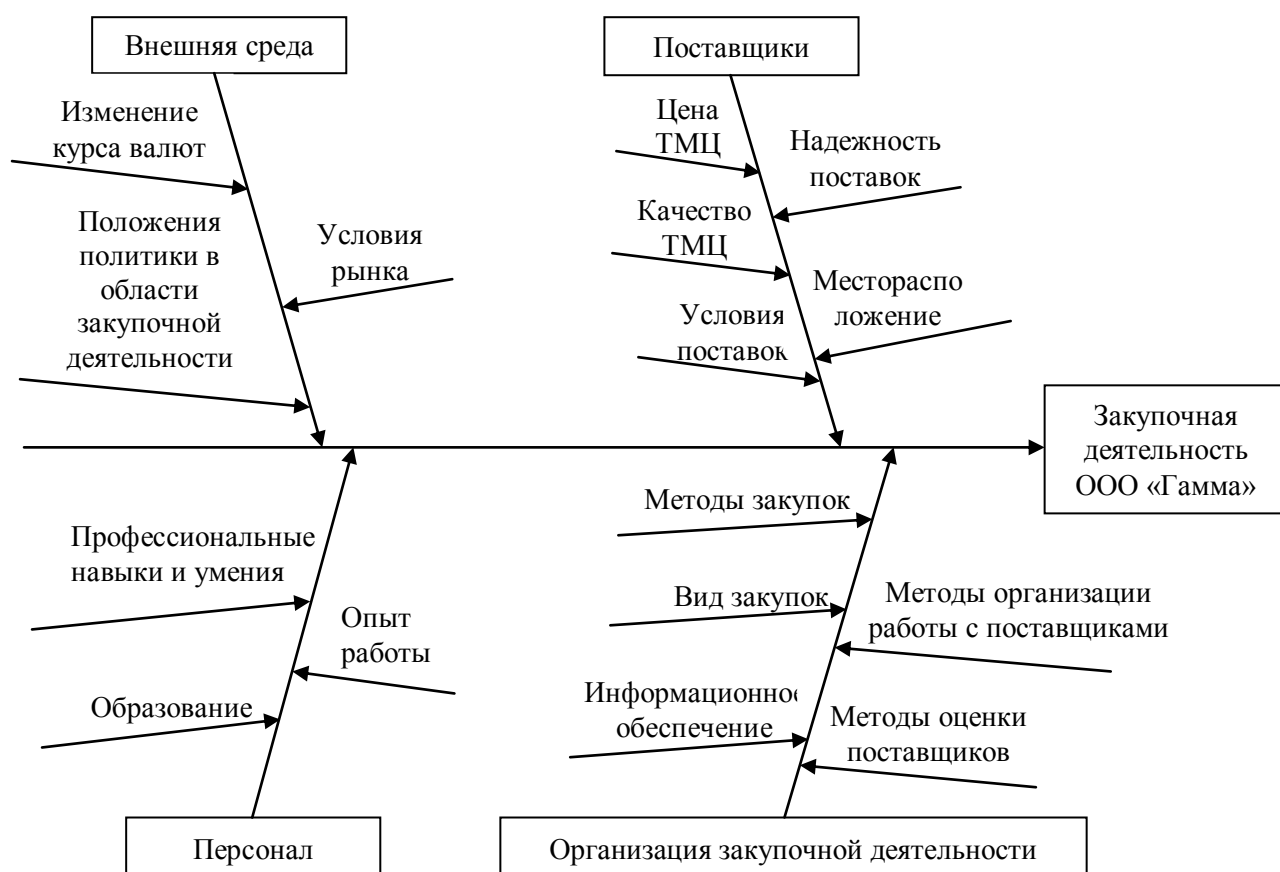 Внешняя среда
Поставщики
Изменение
курса валют
Положения
политики в
области
закупочной
деятельности
Условия
рынка
Цена
ТМЦ
Надежность
поставок
Качество
ТМЦ
Месторaспо
ложение
Условия
поставок
Закупочная
деятельность
ООО «Гамма»
Профессиональные
навыки и умения
Опыт
работы
Образование
Методы закупок
Вид закупок
Методы организации
работы с поставщиками
Информационное
обеспечение
Методы оценки
поставщиков
Персонал
Организация закупочной деятельности